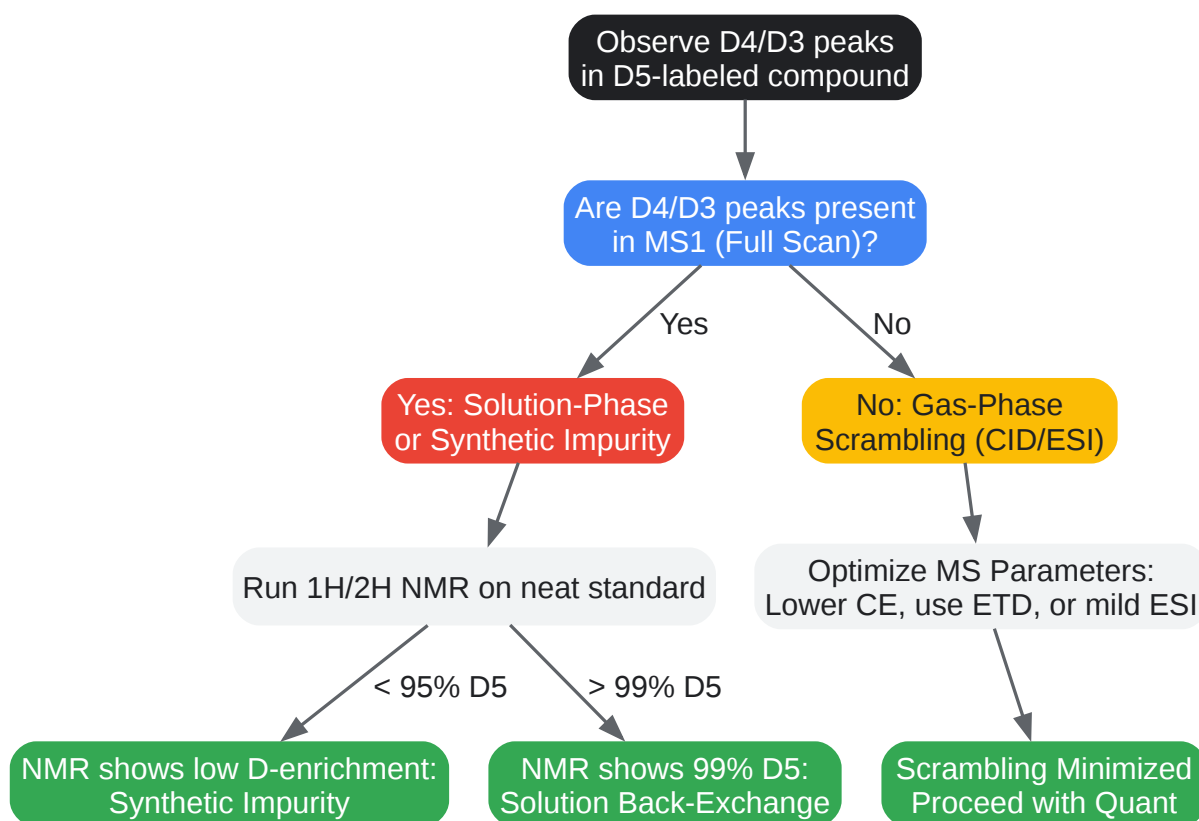 Observe D4/D3 peaks
in D5-labeled compound
Are D4/D3 peaks present
in MS1 (Full Scan)?
Yes
No
Yes: Solution-Phase
or Synthetic Impurity
No: Gas-Phase
Scrambling (CID/ESI)
Run 1H/2H NMR on neat standard
Optimize MS Parameters:
Lower CE, use ETD, or mild ESI
< 95% D5
> 99% D5
NMR shows low D-enrichment:
Synthetic Impurity
NMR shows 99% D5:
Solution Back-Exchange
Scrambling Minimized
Proceed with Quant